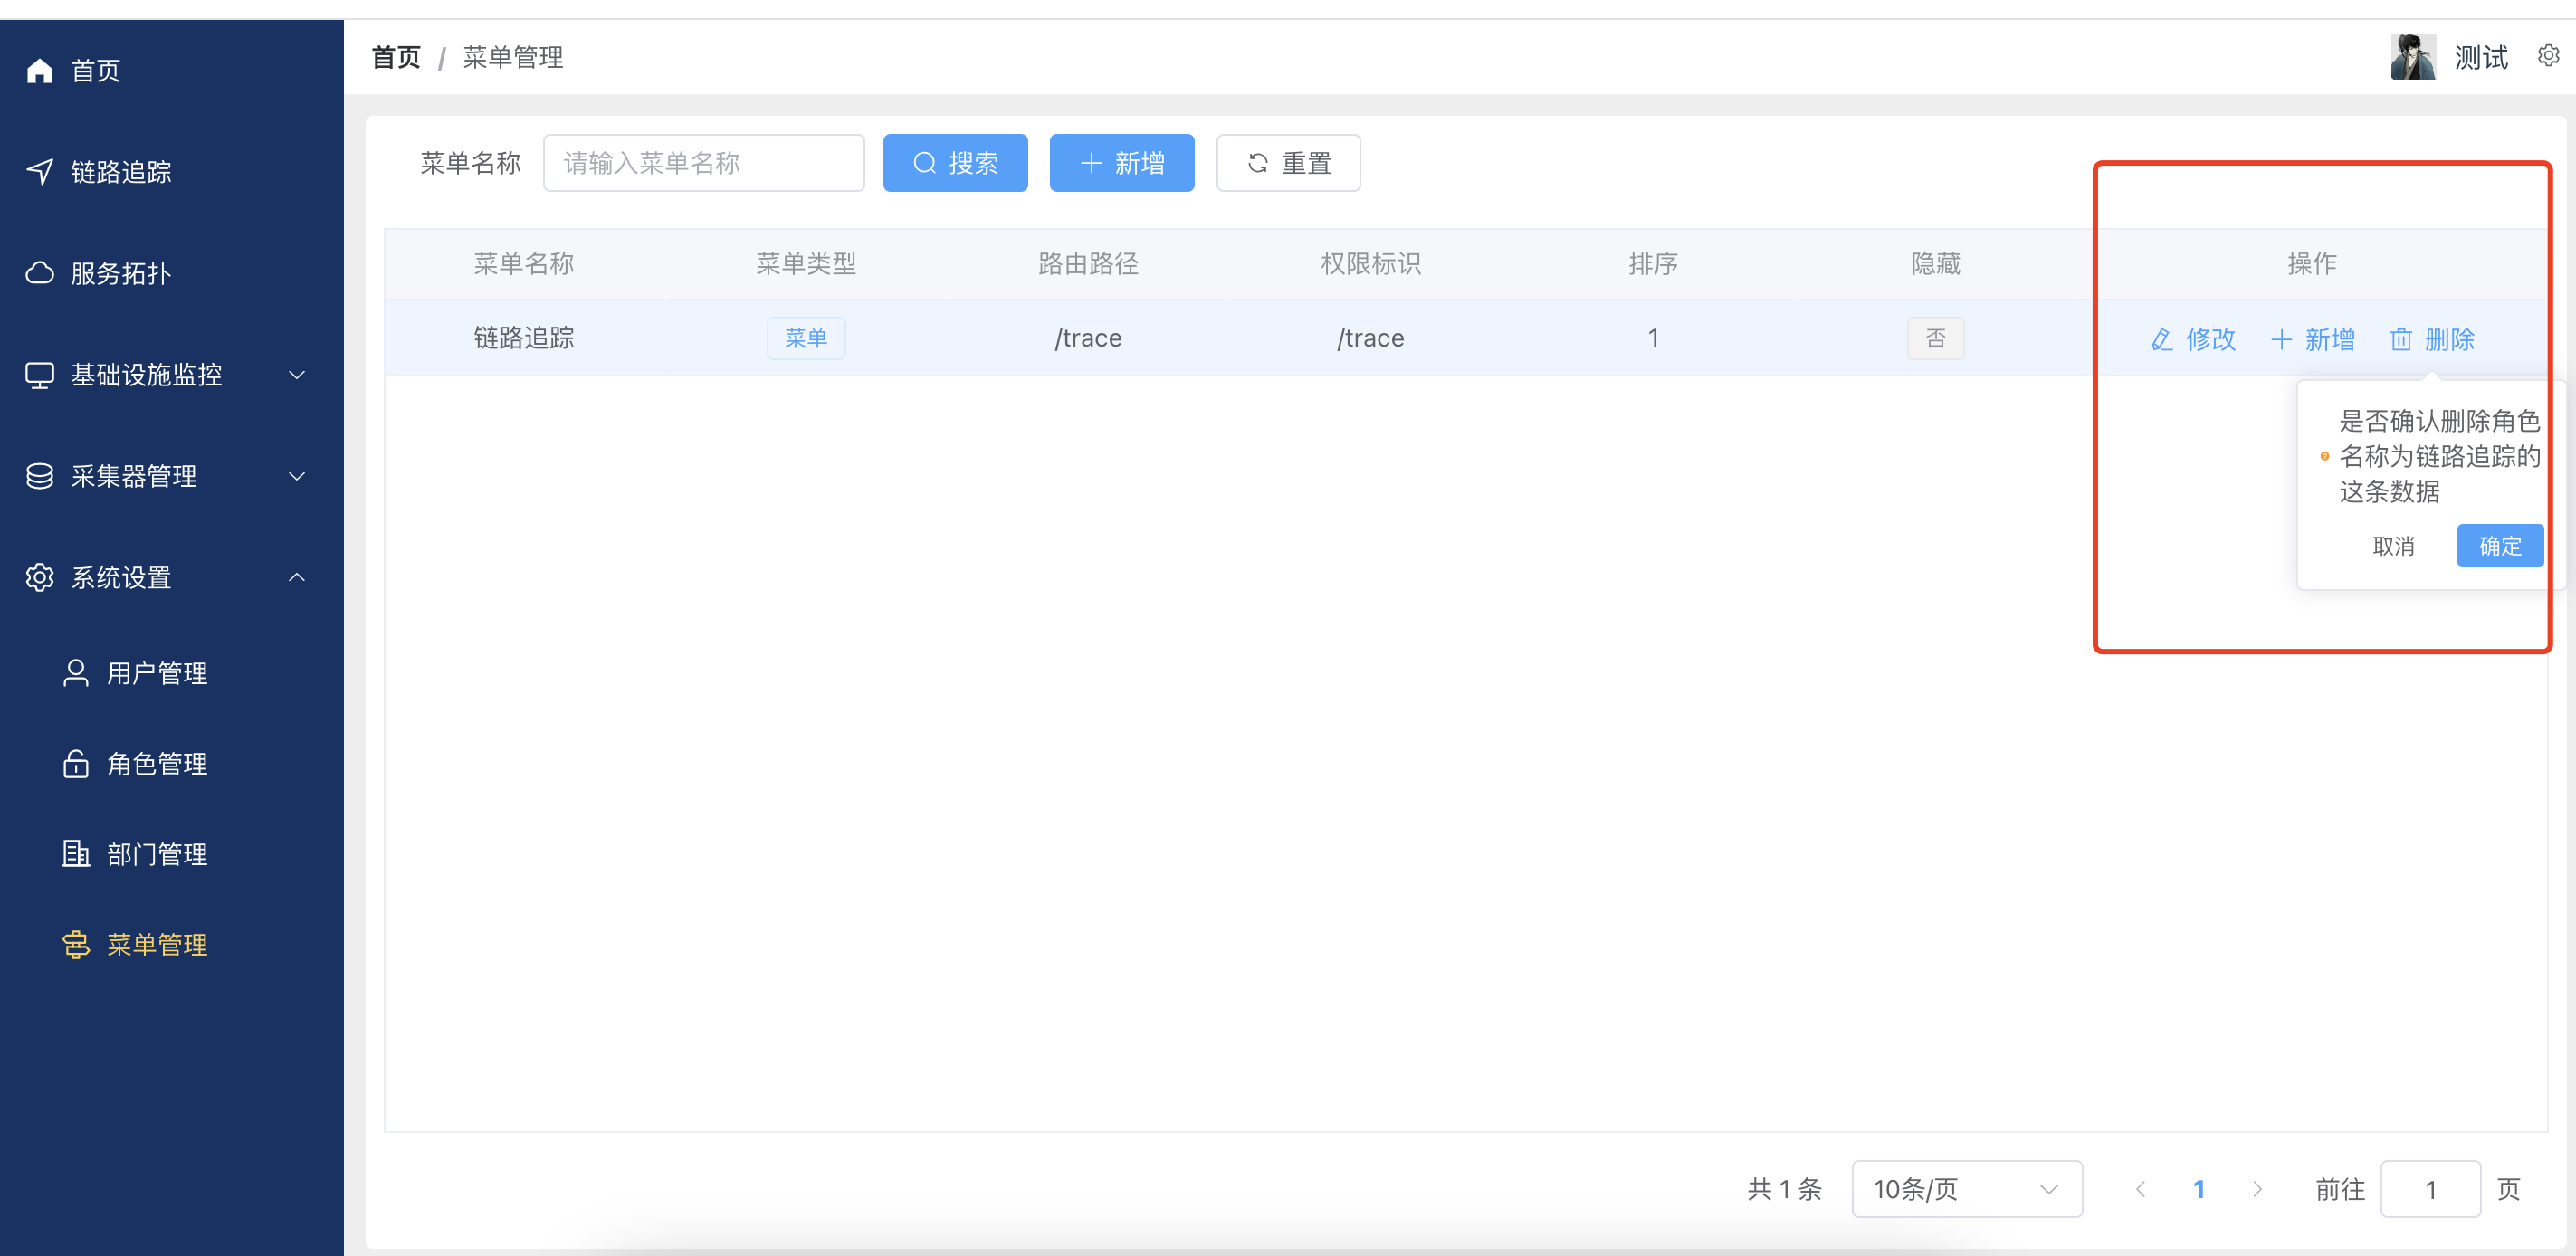 首页
链路追踪
服务拓扑
基础设施监控
采集器管理
系统设置
用户管理
角色管理
部门管理
菜单管理
首页 / 菜单管理
测试
菜单名称 请输入菜单名称 搜索 新增 重置
菜单名称 菜单类型 路由路径 权限标识 排序 隐藏 操作
链路追踪 菜单 /trace /trace 1 否 修改 新增 删除
是否确认删除角色
名称为链路追踪的
这条数据
取消 确定
共 1 条 10条/页 1 前往 1 页